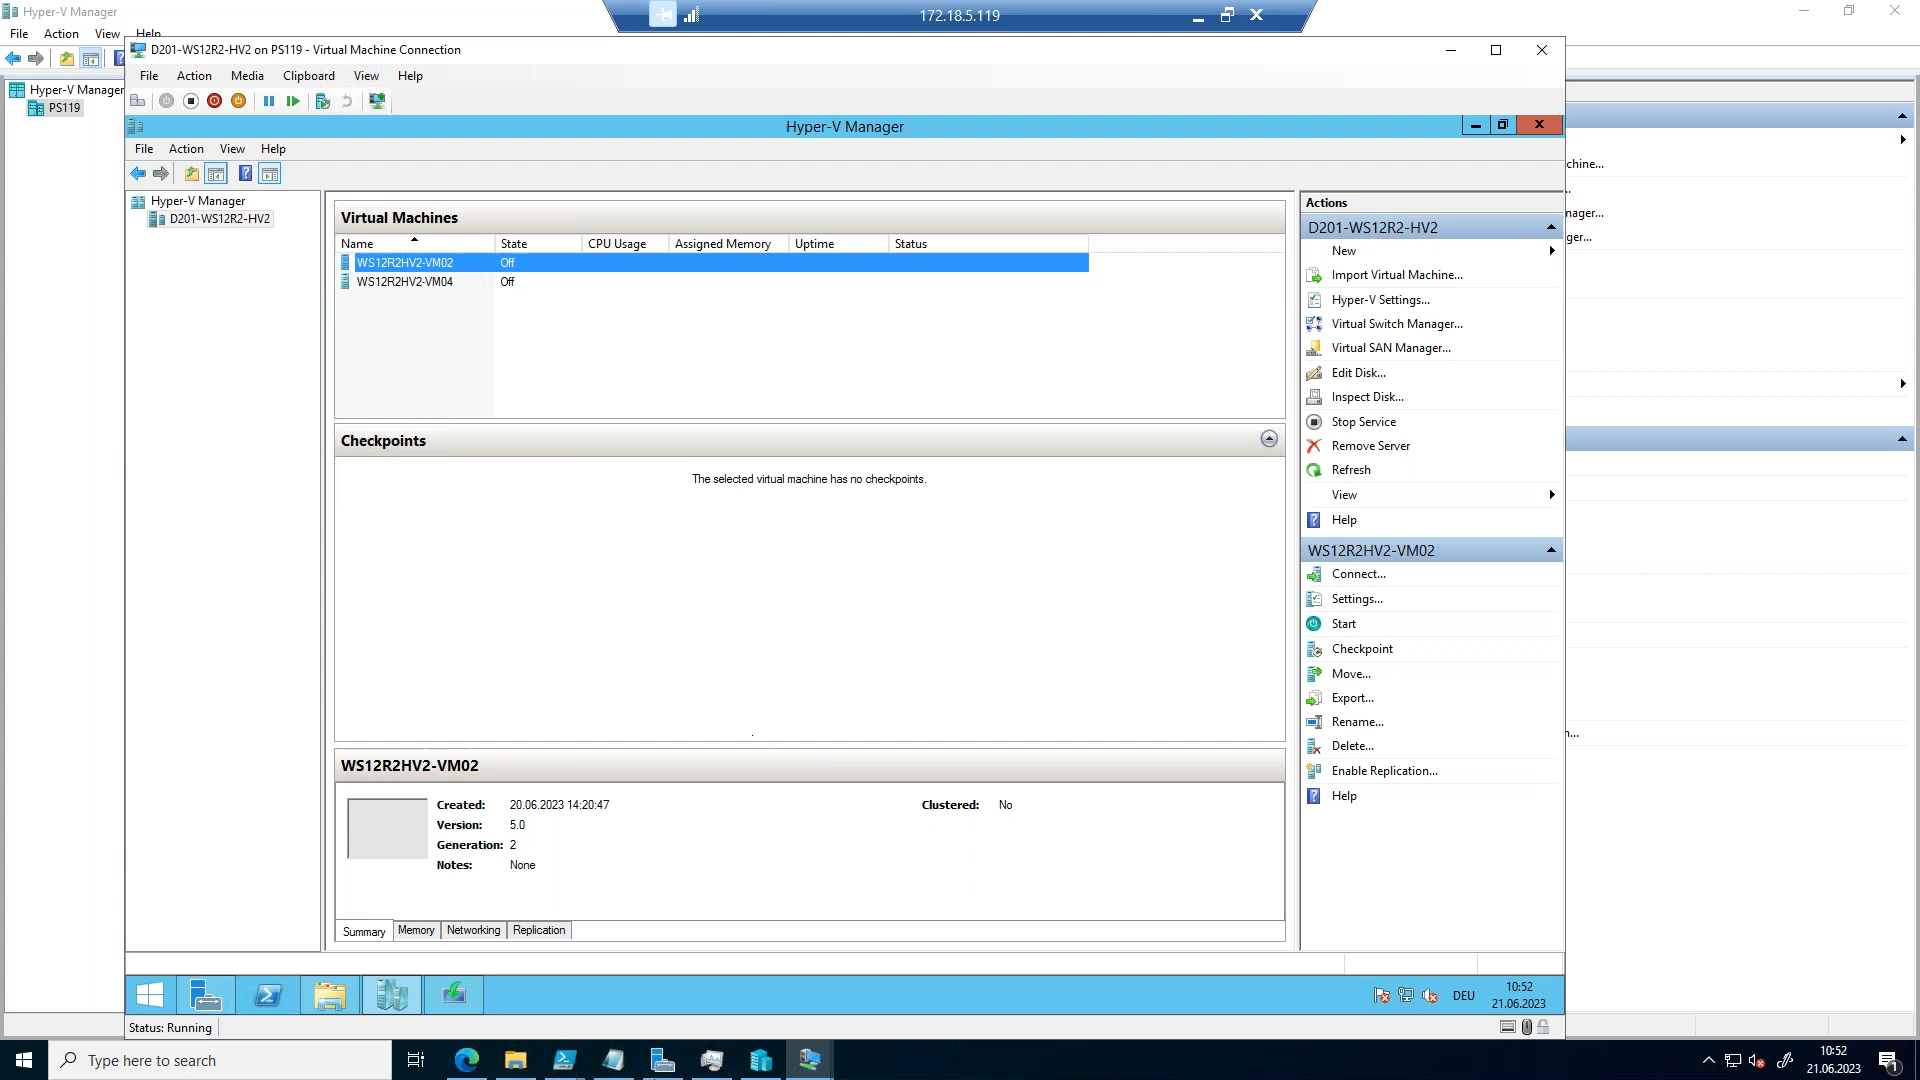 Hyper-V Manager
172.18.5.119
File Action View Help
D201-WS12R2-HV2 on PS119 - Virtual Machine Connection
File Action Media Clipboard View Help
Hyper-V Manager
PS119
Hyper-V Manager
File Action View Help
Hyper-V Manager
D201-WS12R2-HV2
Virtual Machines
Name State CPU Usage Assigned Memory Uptime Status
WS12R2HV2-VM02 Off
WS12R2HV2-VM04 Off
Checkpoints
The selected virtual machine has no checkpoints.
WS12R2HV2-VM02
Created: 20.06.2023 14:20:47 Clustered: No
Version: 5.0
Generation: 2
Notes: None
Summary Memory Networking Replication
Actions
D201-WS12R2-HV2
New
Import Virtual Machine...
Hyper-V Settings...
Virtual Switch Manager...
Virtual SAN Manager...
Edit Disk...
Inspect Disk...
Stop Service
Remove Server
Refresh
View
Help
WS12R2HV2-VM02
Connect...
Settings...
Start
Checkpoint
Move...
Export...
Rename...
Delete...
Enable Replication...
Help
chine...
...
nager...
ger...
n...
DEU
10:52
21.06.2023
Status: Running
Type here to search
10:52
21.06.2023
1